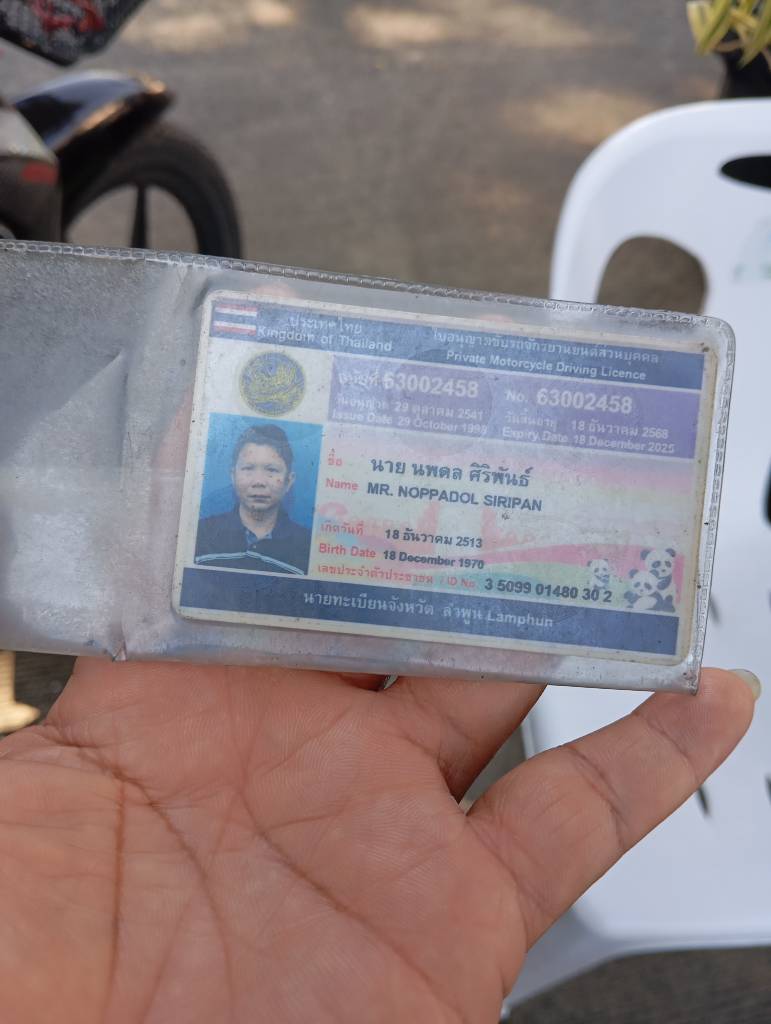 ประเทศไทย
Kingdom of Thailand
ใบอนุญาตขับรถจักรยานยนต์ส่วนบุคคล
Private Motorcycle Driving Licence
ฉบับที่ 63002458
No. 63002458
วันอนุญาต 29 ตุลาคม 2541
Issue Date 29 October 1998
วันสิ้นอายุ 18 ธันวาคม 2568
Expiry Date 18 December 2025
ชื่อ นาย นพดล ศิริพันธ์
Name MR. NOPPADOL SIRIPAN
เกิดวันที่ 18 ธันวาคม 2513
Birth Date 18 December 1970
เลขประจำตัวประชาชน / ID No. 3 5099 01480 30 2
นายทะเบียนจังหวัด ลำพูน Lamphun